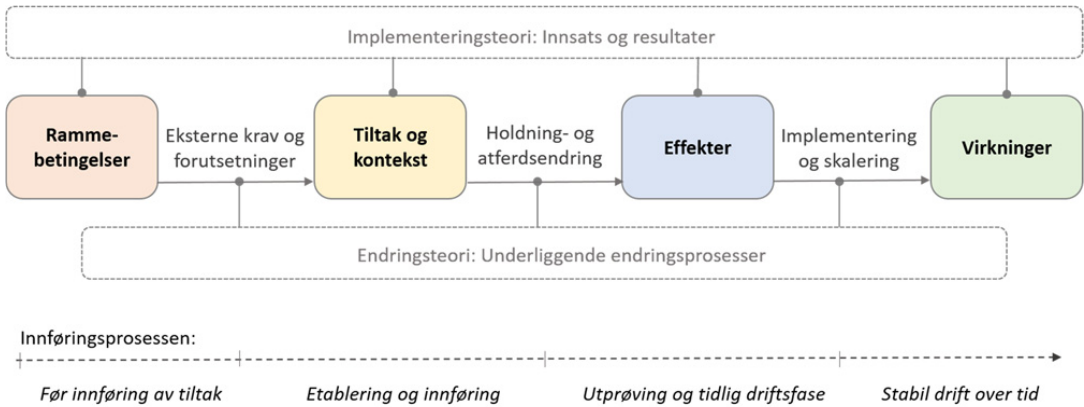 Implementeringsteori: Innsats og resultater
Ramme-
betingelser
Eksterne krav og
forutsetninger
Tiltak og
kontekst
Holdning- og
atferdsendring
Effekter
Implementering
og skalering
Virkninger
Endringsteori: Underliggende endringsprosesser
Innføringsprosessen:
Før innføring av tiltak
Etablering og innføring
Utprøving og tidlig driftsfase
Stabil drift over tid